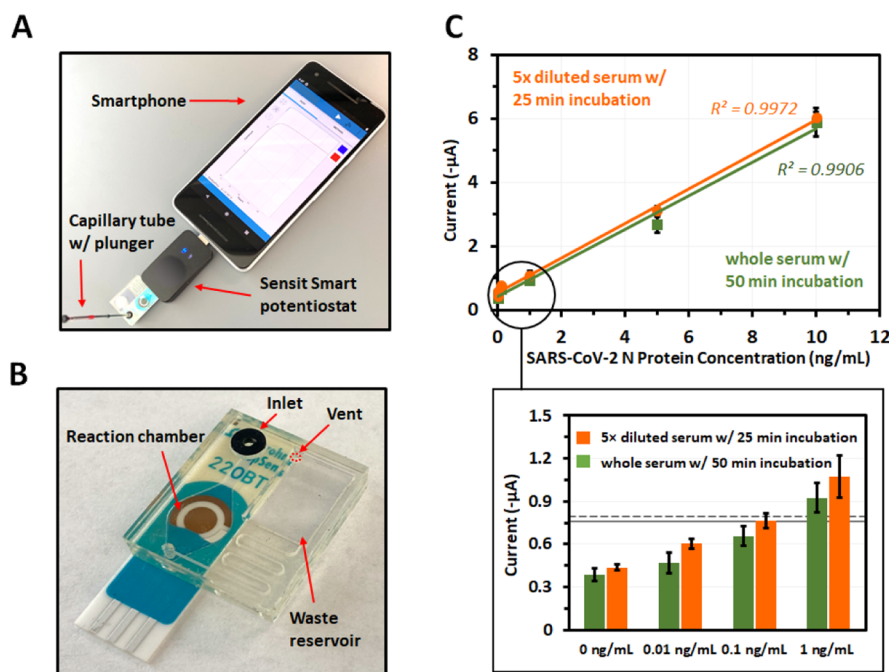 A
Smartphone
Capillary tube
w/ plunger
Sensit Smart
potentiostat
B
Inlet
Vent
Reaction chamber
220BT
Waste
reservoir
C
8
6
4
2
0
Current (-µA)
5x diluted serum w/
25 min incubation
R² = 0.9972
R² = 0.9906
whole serum w/
50 min incubation
0 2 4 6 8 10 12
SARS-CoV-2 N Protein Concentration (ng/mL)
1.5
1.2
0.9
0.6
0.3
0
Current (-µA)
5× diluted serum w/ 25 min incubation
whole serum w/ 50 min incubation
0 ng/mL 0.01 ng/mL 0.1 ng/mL 1 ng/mL